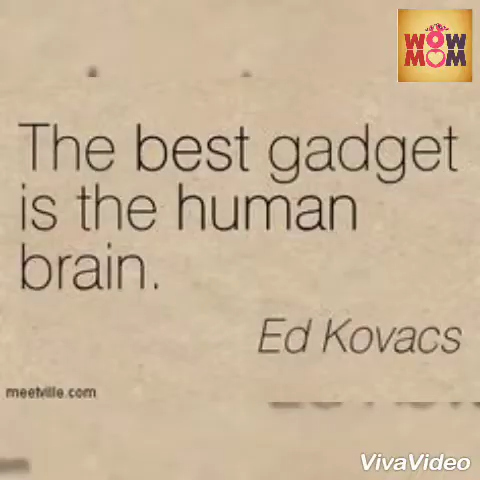 WOW
MOM
The best gadget
is the human
brain.
Ed Kovacs
meetville.com
VivaVideo